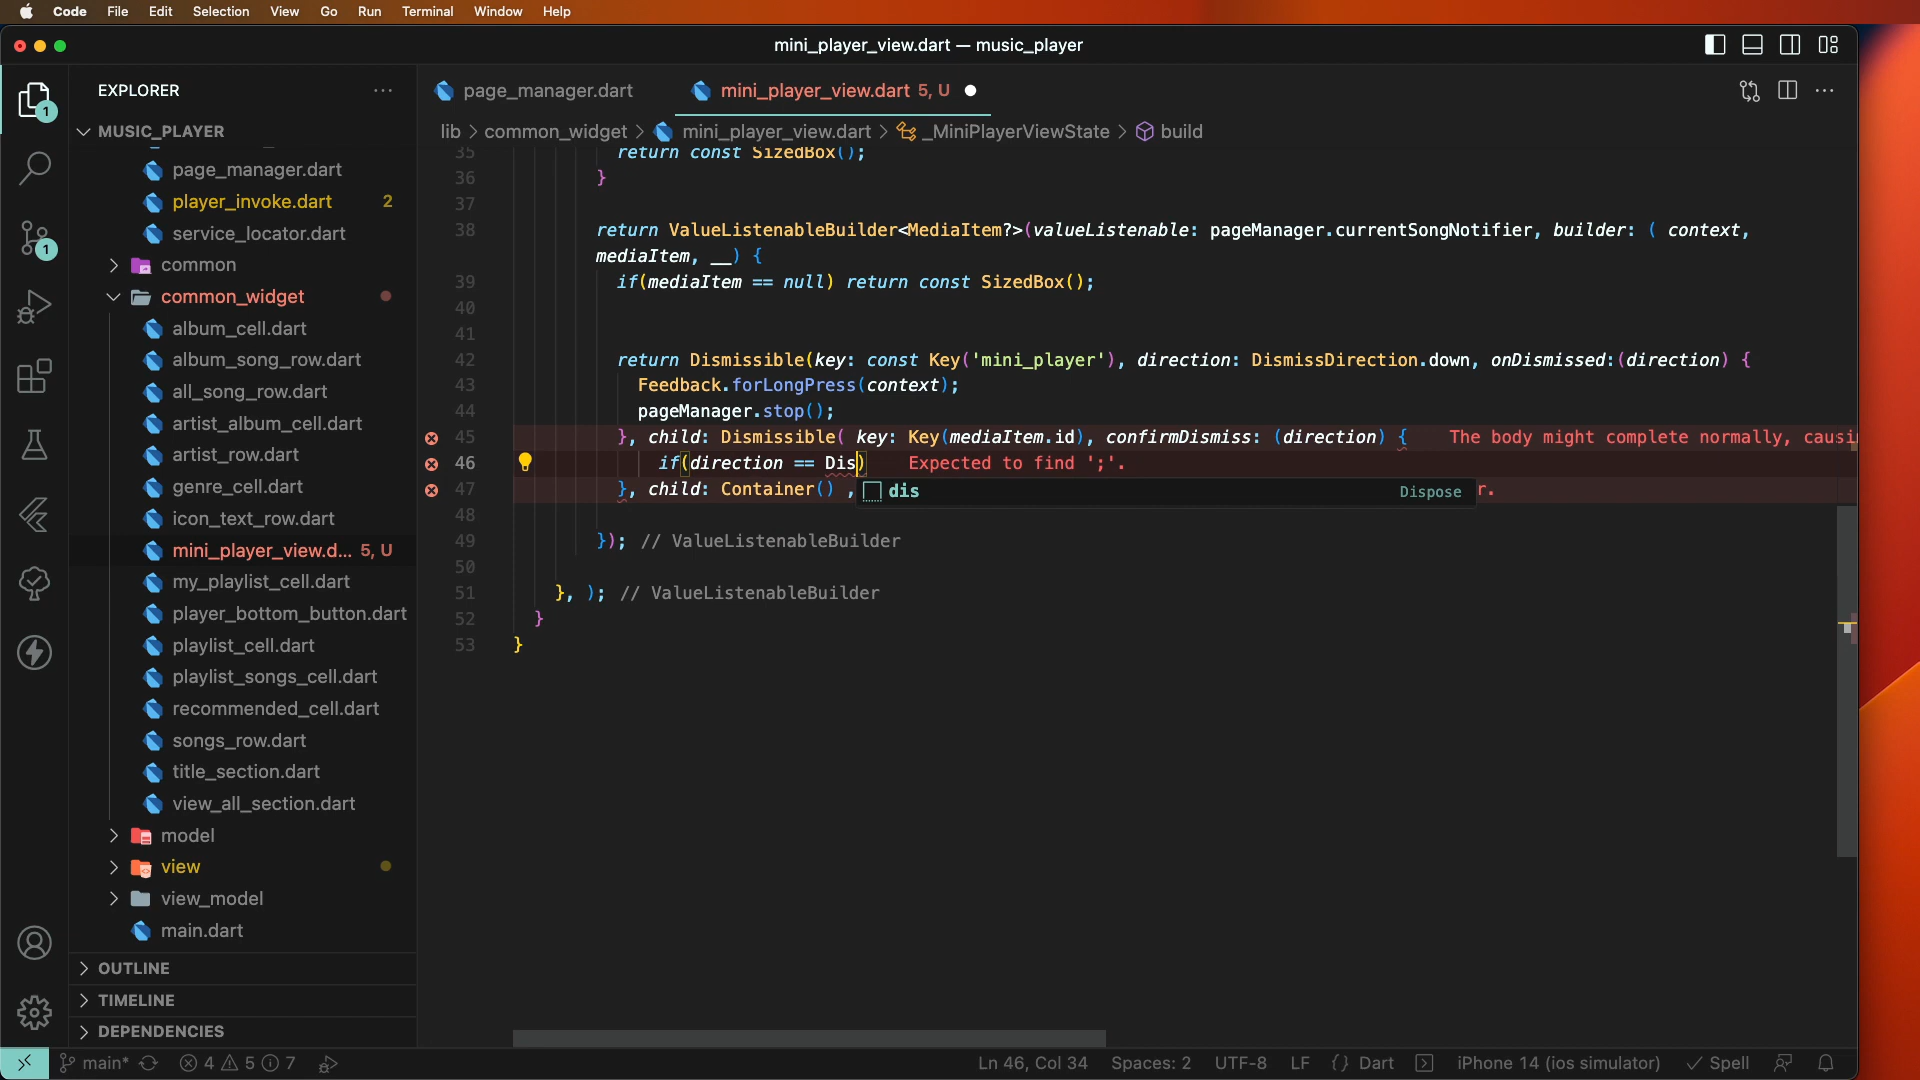 Code File Edit Selection View Go Run Terminal Window Help
mini_player_view.dart — music_player
EXPLORER
page_manager.dart
mini_player_view.dart 5, U
MUSIC_PLAYER
lib > common_widget > mini_player_view.dart > _MiniPlayerViewState > build
page_manager.dart
player_invoke.dart 2
service_locator.dart
common
common_widget
album_cell.dart
album_song_row.dart
all_song_row.dart
artist_album_cell.dart
artist_row.dart
genre_cell.dart
icon_text_row.dart
mini_player_view.d... 5, U
my_playlist_cell.dart
player_bottom_button.dart
playlist_cell.dart
playlist_songs_cell.dart
recommended_cell.dart
songs_row.dart
title_section.dart
view_all_section.dart
model
view
view_model
main.dart
OUTLINE
TIMELINE
DEPENDENCIES
1
1
35 return const SizedBox();
36 }
37
38 return ValueListenableBuilder<MediaItem?>(valueListenable: pageManager.currentSongNotifier, builder: ( context,
mediaItem, __) {
39 if(mediaItem == null) return const SizedBox();
40
41
42 return Dismissible(key: const Key('mini_player'), direction: DismissDirection.down, onDismissed:(direction) {
43 Feedback.forLongPress(context);
44 pageManager.stop();
45 }, child: Dismissible( key: Key(mediaItem.id), confirmDismiss: (direction) { The body might complete normally, causi
46 if(direction == Dis) Expected to find ';'.
47 }, child: Container() , r.
dis Dispose
48
49 }); // ValueListenableBuilder
50
51 }, ); // ValueListenableBuilder
52 }
53 }
main* 4 5 7
Ln 46, Col 34 Spaces: 2 UTF-8 LF {} Dart iPhone 14 (ios simulator) Spell